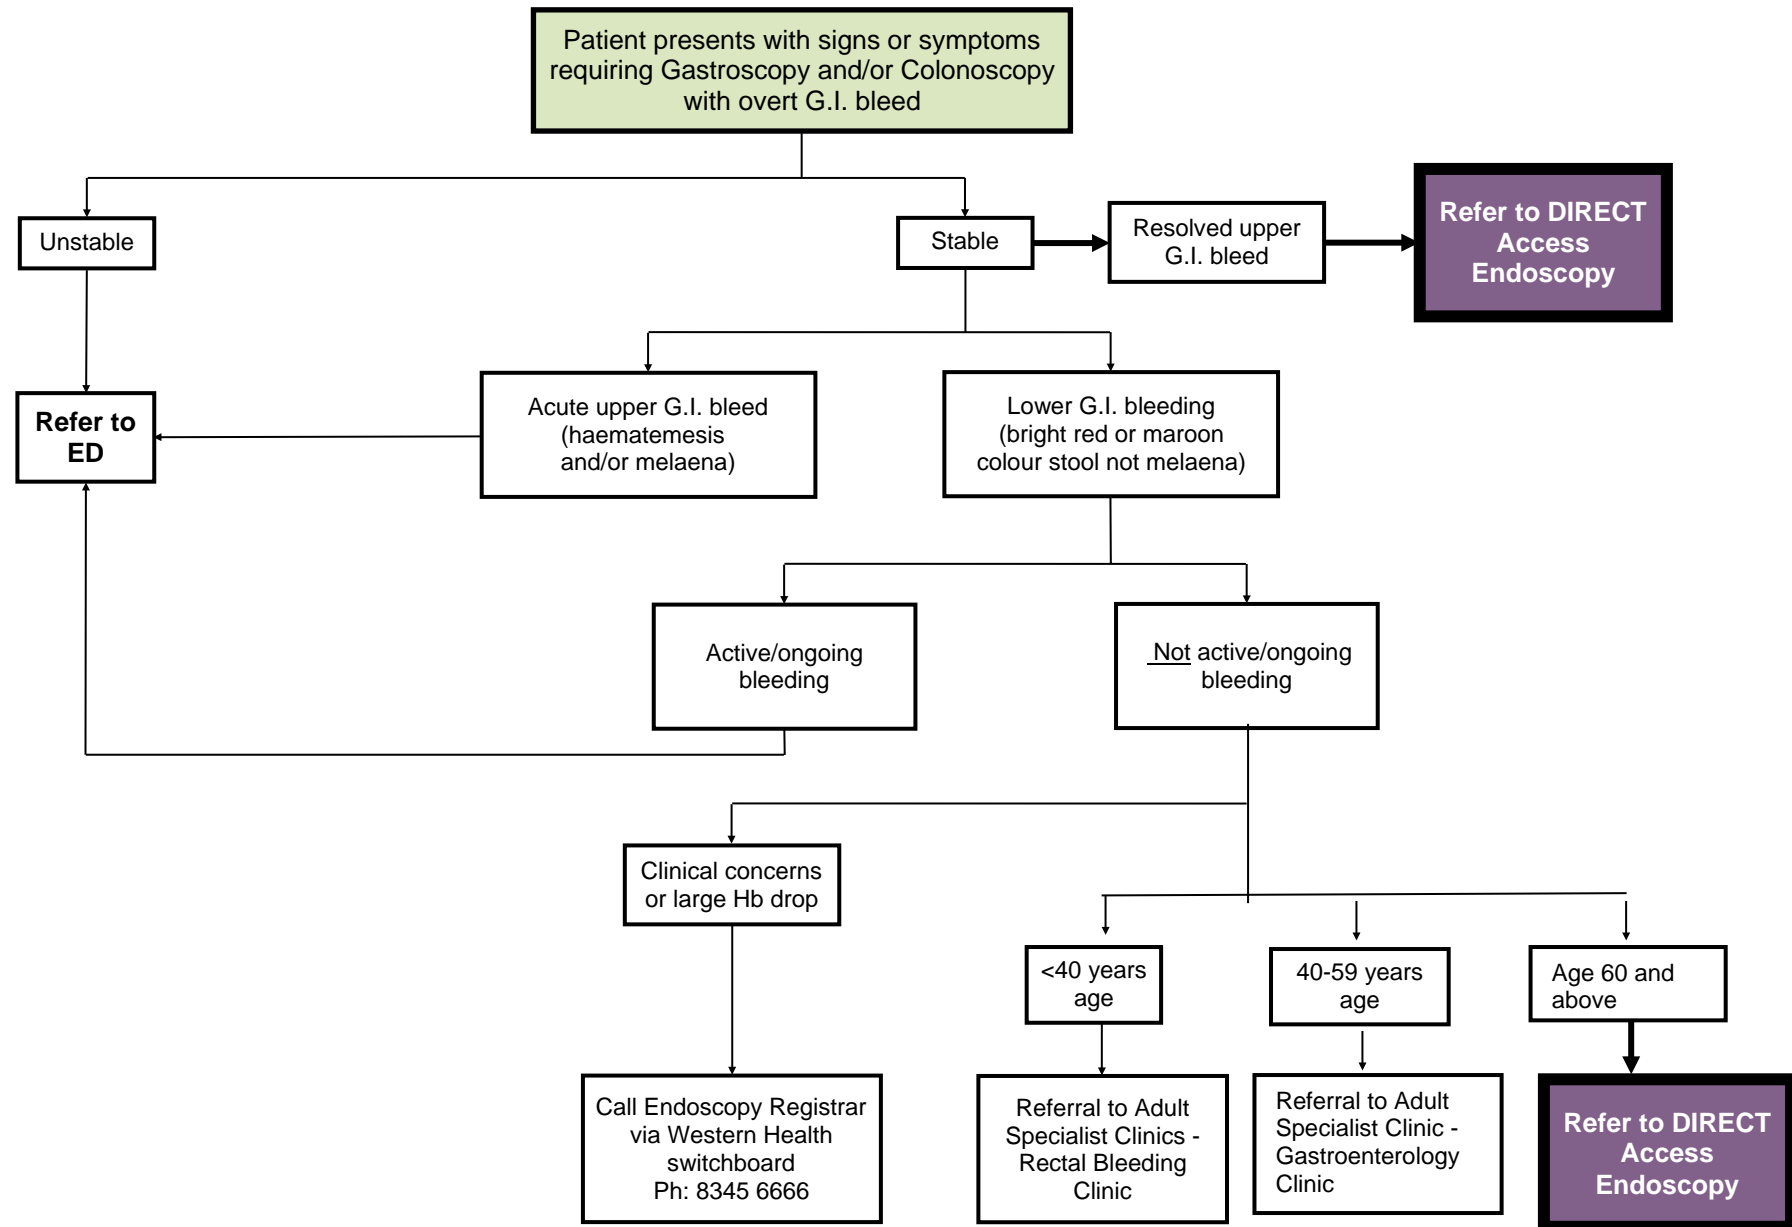 Patient presents with signs or symptoms
requiring Gastroscopy and/or Colonoscopy
with overt G.I. bleed
Unstable
Stable
Resolved upper
G.I. bleed
Refer to DIRECT
Access
Endoscopy
Refer to
ED
Acute upper G.I. bleed
(haematemesis
and/or melaena)
Lower G.I. bleeding
(bright red or maroon
colour stool not melaena)
Active/ongoing
bleeding
Not active/ongoing
bleeding
Clinical concerns
or large Hb drop
<40 years
age
40-59 years
age
Age 60 and
above
Call Endoscopy Registrar
via Western Health
switchboard
Ph: 8345 6666
Referral to Adult
Specialist Clinics -
Rectal Bleeding
Clinic
Referral to Adult
Specialist Clinic -
Gastroenterology
Clinic
Refer to DIRECT
Access
Endoscopy